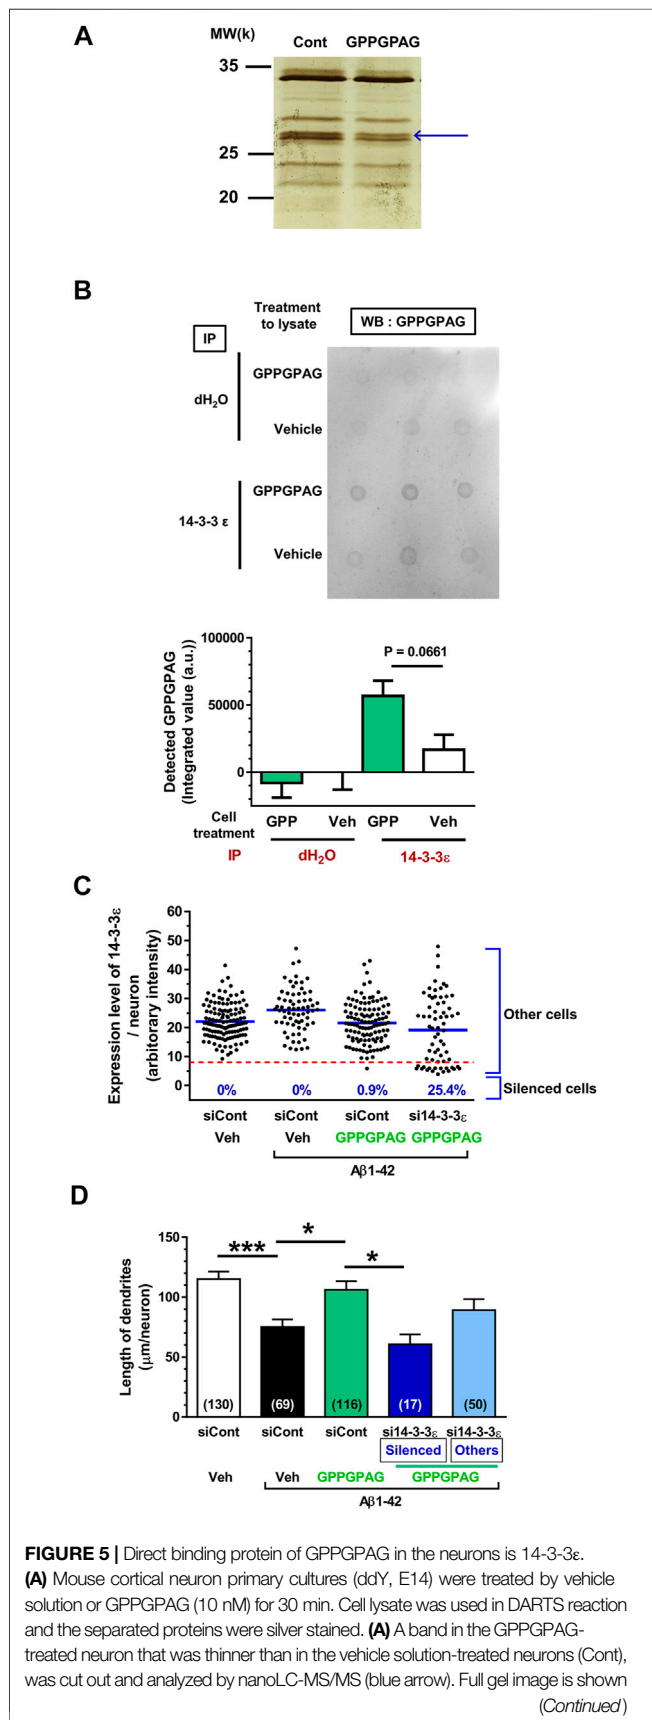 A
MW(k)
Cont GPPGPAG
35
25
20
B
Treatment
to lysate
WB : GPPGPAG
IP
GPPGPAG
dH2O
Vehicle
GPPGPAG
14-3-3 ε
Vehicle
Detected GPPGPAG
(Integrated value (a.u.))
100000
50000
0
P = 0.0661
Cell
treatment
GPP Veh GPP Veh
IP dH2O 14-3-3ε
C
Expression level of 14-3-3ε
/ neuron
(arbitorary intensity)
60
50
40
30
20
10
0
Other cells
Silenced cells
0% 0% 0.9% 25.4%
siCont siCont siCont si14-3-3ε
Veh Veh GPPGPAG GPPGPAG
Aβ1-42
D
Length of dendrites
(μm/neuron)
150
100
50
0
*** * *
(130) (69) (116) (17) (50)
siCont siCont siCont si14-3-3ε si14-3-3ε
Silenced Others
Veh Veh GPPGPAG GPPGPAG
Aβ1-42
FIGURE 5 | Direct binding protein of GPPGPAG in the neurons is 14-3-3ε.
(A) Mouse cortical neuron primary cultures (ddY, E14) were treated by vehicle
solution or GPPGPAG (10 nM) for 30 min. Cell lysate was used in DARTS reaction
and the separated proteins were silver stained. (A) A band in the GPPGPAG-
treated neuron that was thinner than in the vehicle solution-treated neurons (Cont),
was cut out and analyzed by nanoLC-MS/MS (blue arrow). Full gel image is shown
(Continued)